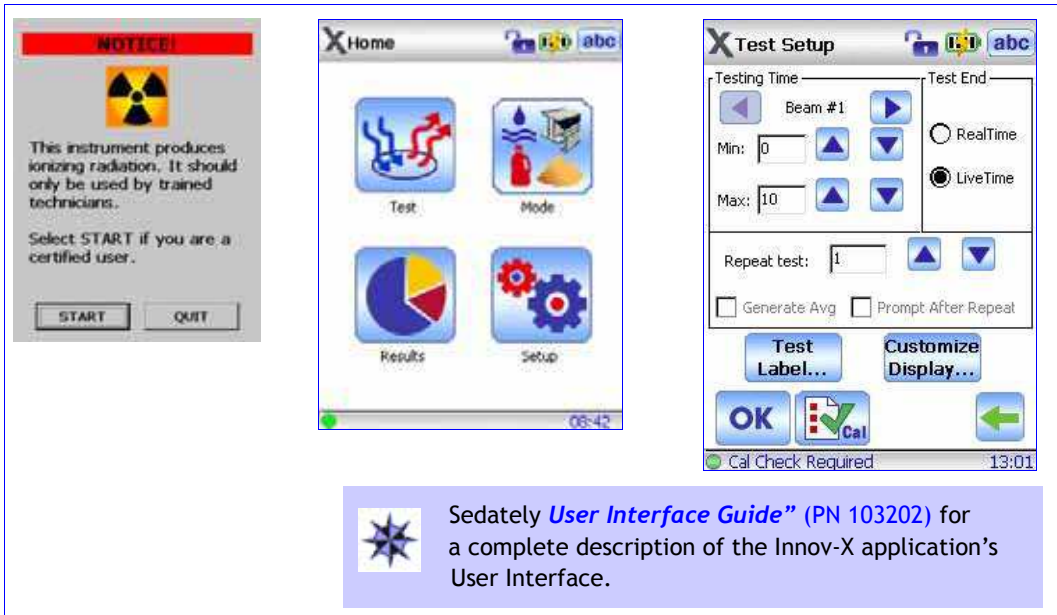 NOTICE!
This instrument produces
ionizing radiation. It should
only be used by trained
technicians.
Select START if you are a
certified user.
START QUIT
X Home abc
Test Mode
Results Setup
08:42
X Test Setup abc
Testing Time Test End
Beam #1
Min: 0
RealTime
LiveTime
Max: 10
Repeat test: 1
Generate Avg Prompt After Repeat
Test Customize
Label... Display...
OK Cal
Cal Check Required 13:01
Sedately User Interface Guide” (PN 103202) for
a complete description of the Innov-X application’s
User Interface.